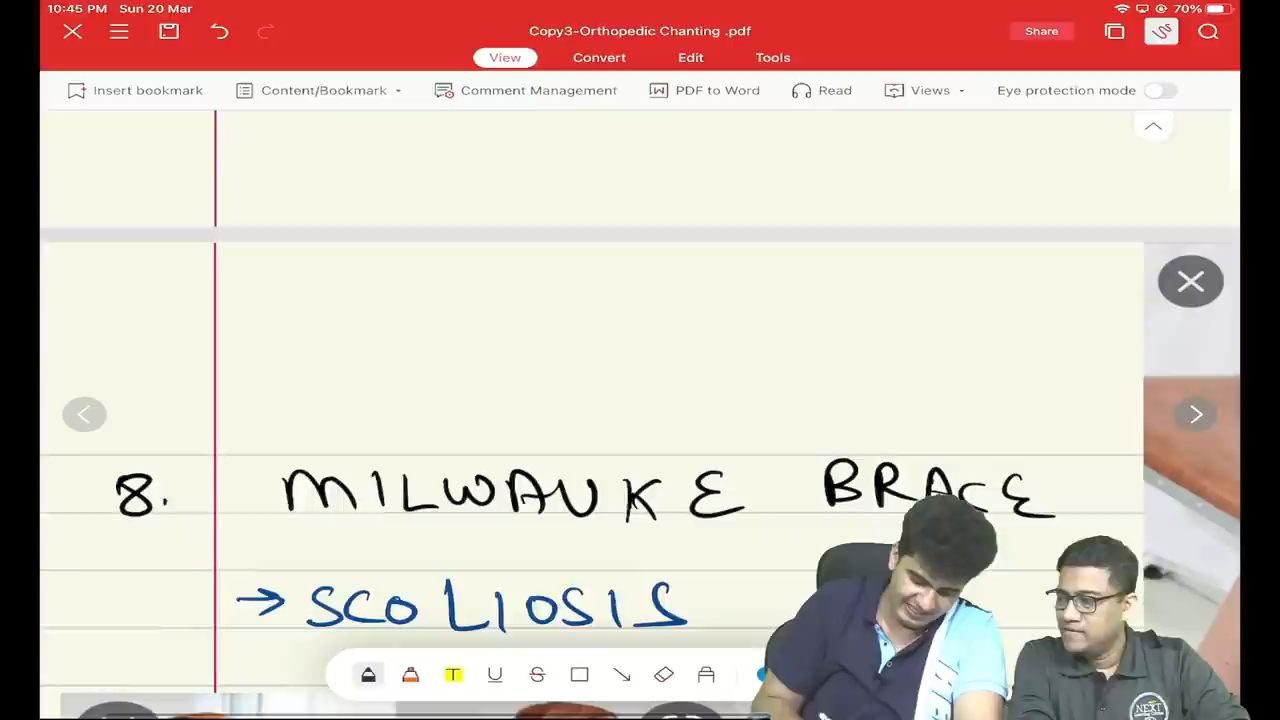 10:45 PM Sun 20 Mar 70%
Copy3-Orthopedic Chanting .pdf
Share
View Convert Edit Tools
Insert bookmark Content/Bookmark Comment Management PDF to Word Read Views Eye protection mode
8. MILWAUKE BRACE
→ SCOLIOSIS
T U S
NEXT